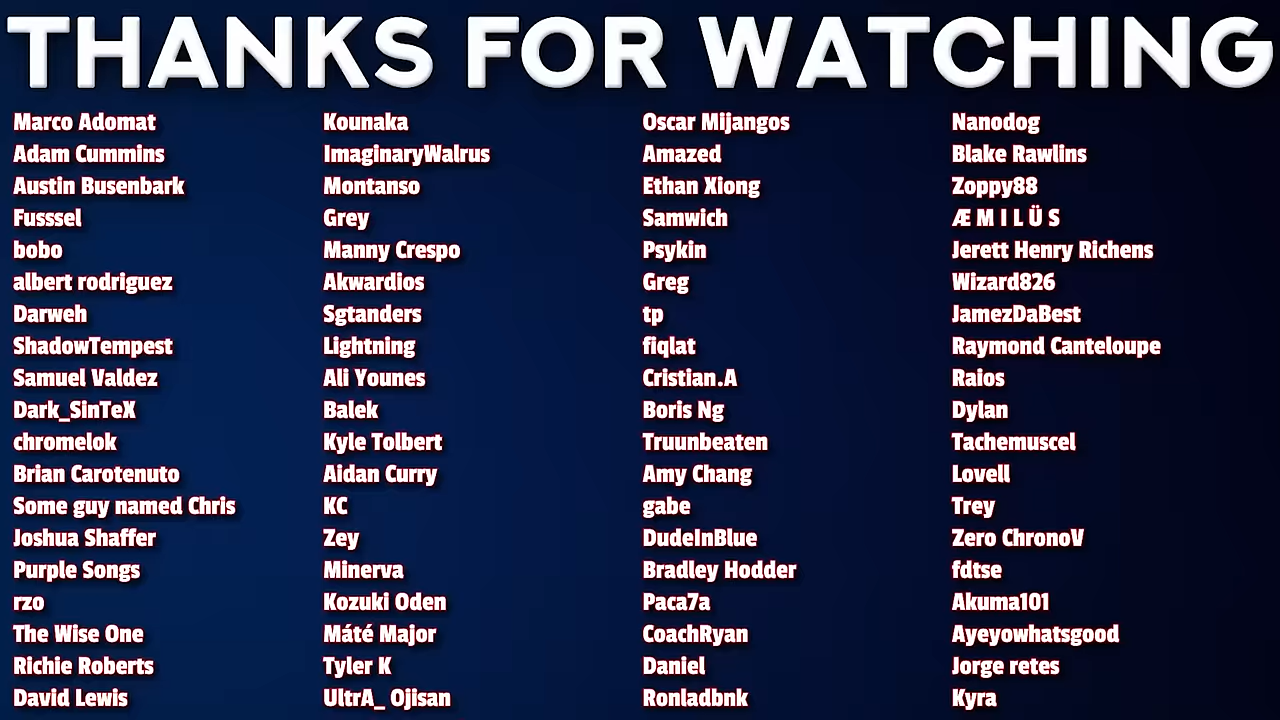 THANKS FOR WATCHING
Marco Adomat
Adam Cummins
Austin Busenbark
Fusssel
bobo
albert rodriguez
Darweh
ShadowTempest
Samuel Valdez
Dark_SinTeX
chromelok
Brian Carotenuto
Some guy named Chris
Joshua Shaffer
Purple Songs
rzo
The Wise One
Richie Roberts
David Lewis
Kounaka
ImaginaryWalrus
Montanso
Grey
Manny Crespo
Akwardios
Sgtanders
Lightning
Ali Younes
Balek
Kyle Tolbert
Aidan Curry
KC
Zey
Minerva
Kozuki Oden
Máté Major
Tyler K
UltrA_ Ojisan
Oscar Mijangos
Amazed
Ethan Xiong
Samwich
Psykin
Greg
tp
fiqlat
Cristian.A
Boris Ng
Truunbeaten
Amy Chang
gabe
DudeInBlue
Bradley Hodder
Paca7a
CoachRyan
Daniel
Ronladbnk
Nanodog
Blake Rawlins
Zoppy88
Æ M I L Ü S
Jerett Henry Richens
Wizard826
JamezDaBest
Raymond Canteloupe
Raios
Dylan
Tachemuscel
Lovell
Trey
Zero ChronoV
fdtse
Akuma101
Ayeyowhatsgood
Jorge retes
Kyra